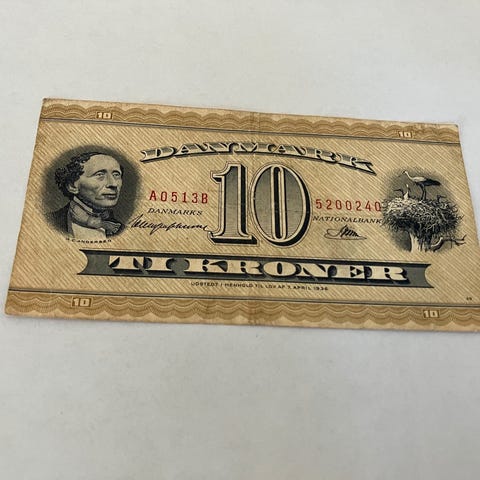 10 10
DANMARK
A0513B 10 5200240
DANMARKS NATIONALBANK
H.C. ANDERSEN
TI KRONER
UDSTEDT I HENHOLD TIL LOV AF 7. APRIL 1936
10 10